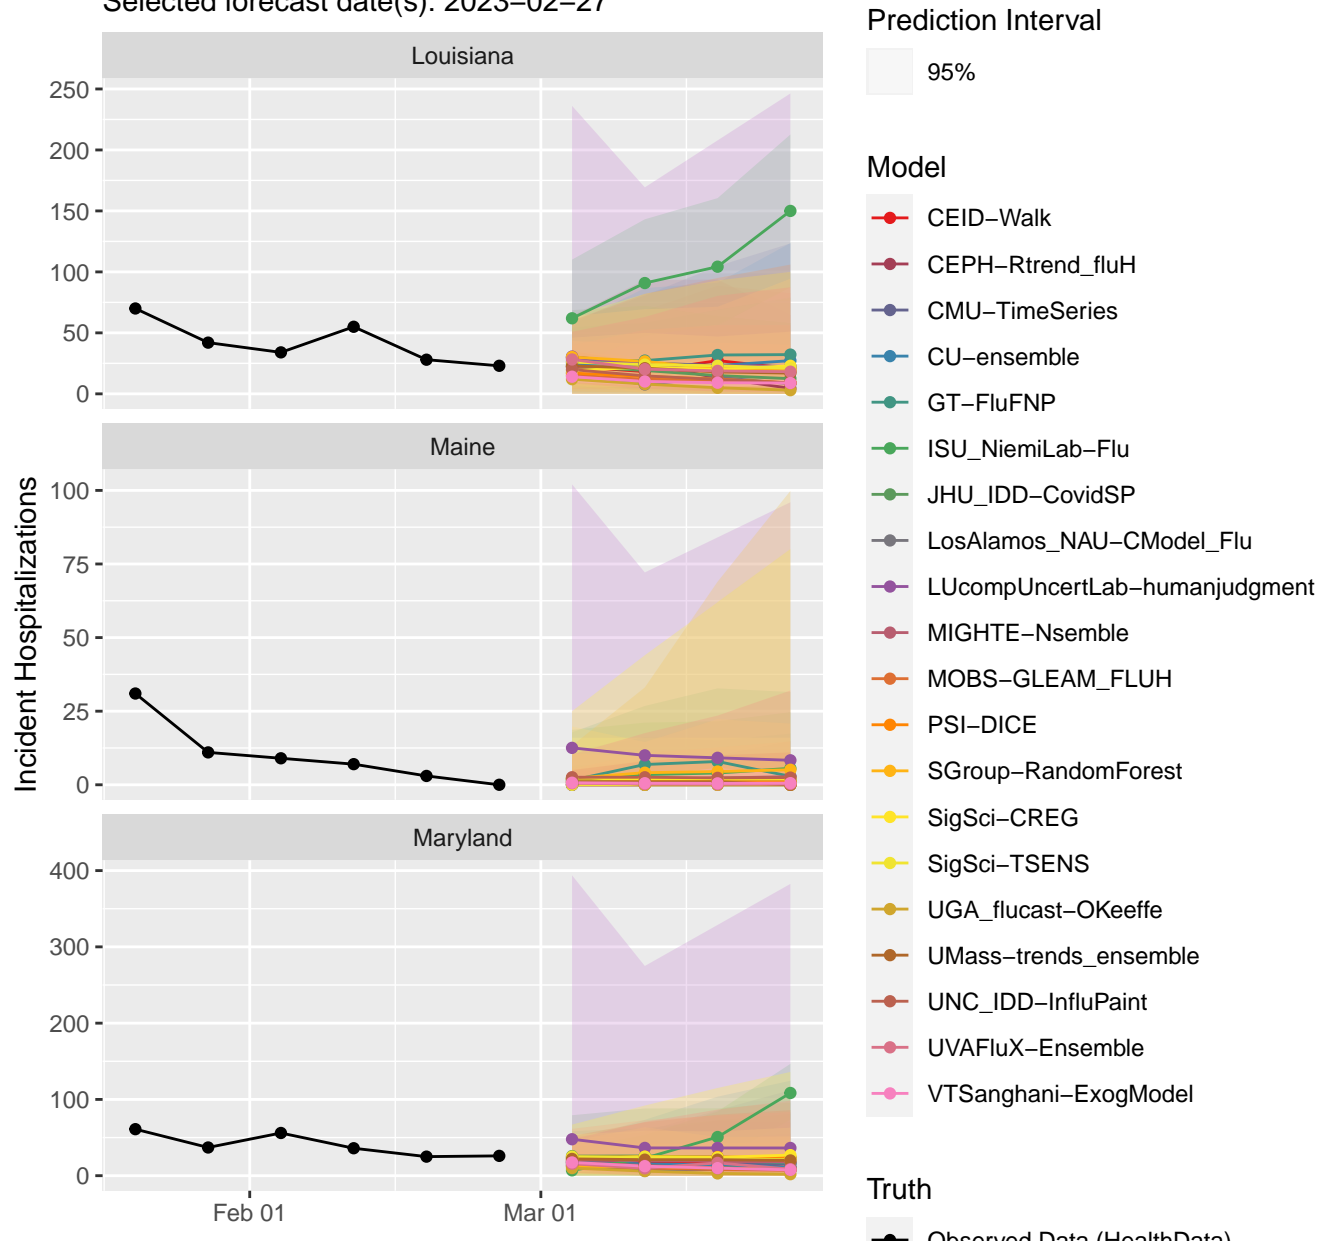 Selected forecast date(s): 2023−02−27
Louisiana
250
200
150
100
50
0
Maine
100
75
50
25
0
Maryland
400
300
200
100
0
Feb 01
Mar 01
Incident Hospitalizations
Prediction Interval
95%
Model
CEID−Walk
CEPH−Rtrend_fluH
CMU−TimeSeries
CU−ensemble
GT−FluFNP
ISU_NiemiLab−Flu
JHU_IDD−CovidSP
LosAlamos_NAU−CModel_Flu
LUcompUncertLab−humanjudgment
MIGHTE−Nsemble
MOBS−GLEAM_FLUH
PSI−DICE
SGroup−RandomForest
SigSci−CREG
SigSci−TSENS
UGA_flucast−OKeeffe
UMass−trends_ensemble
UNC_IDD−InfluPaint
UVAFluX−Ensemble
VTSanghani−ExogModel
Truth
Observed Data (HealthData)